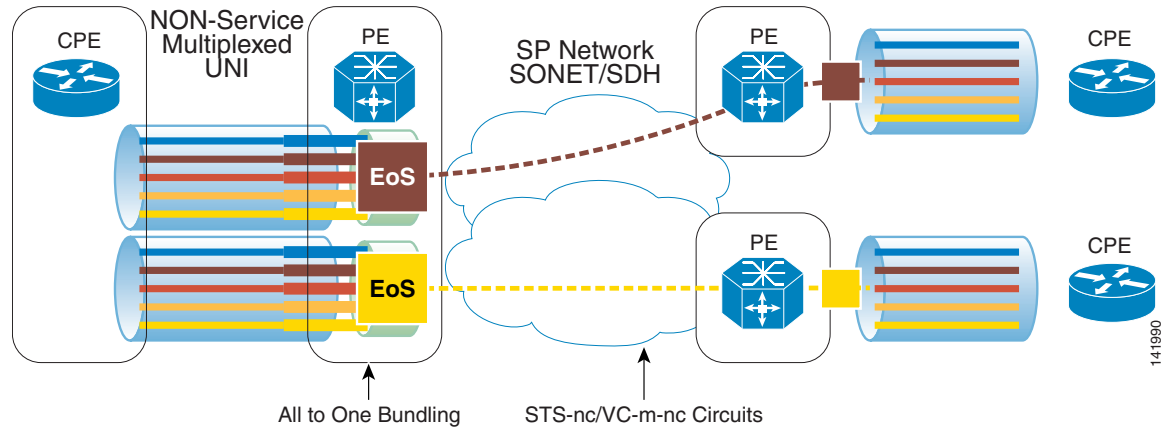 NON-Service
Multiplexed
UNI
CPE
PE
SP Network
SONET/SDH
PE
CPE
EoS
EoS
PE
CPE
All to One Bundling
STS-nc/VC-m-nc Circuits
141990